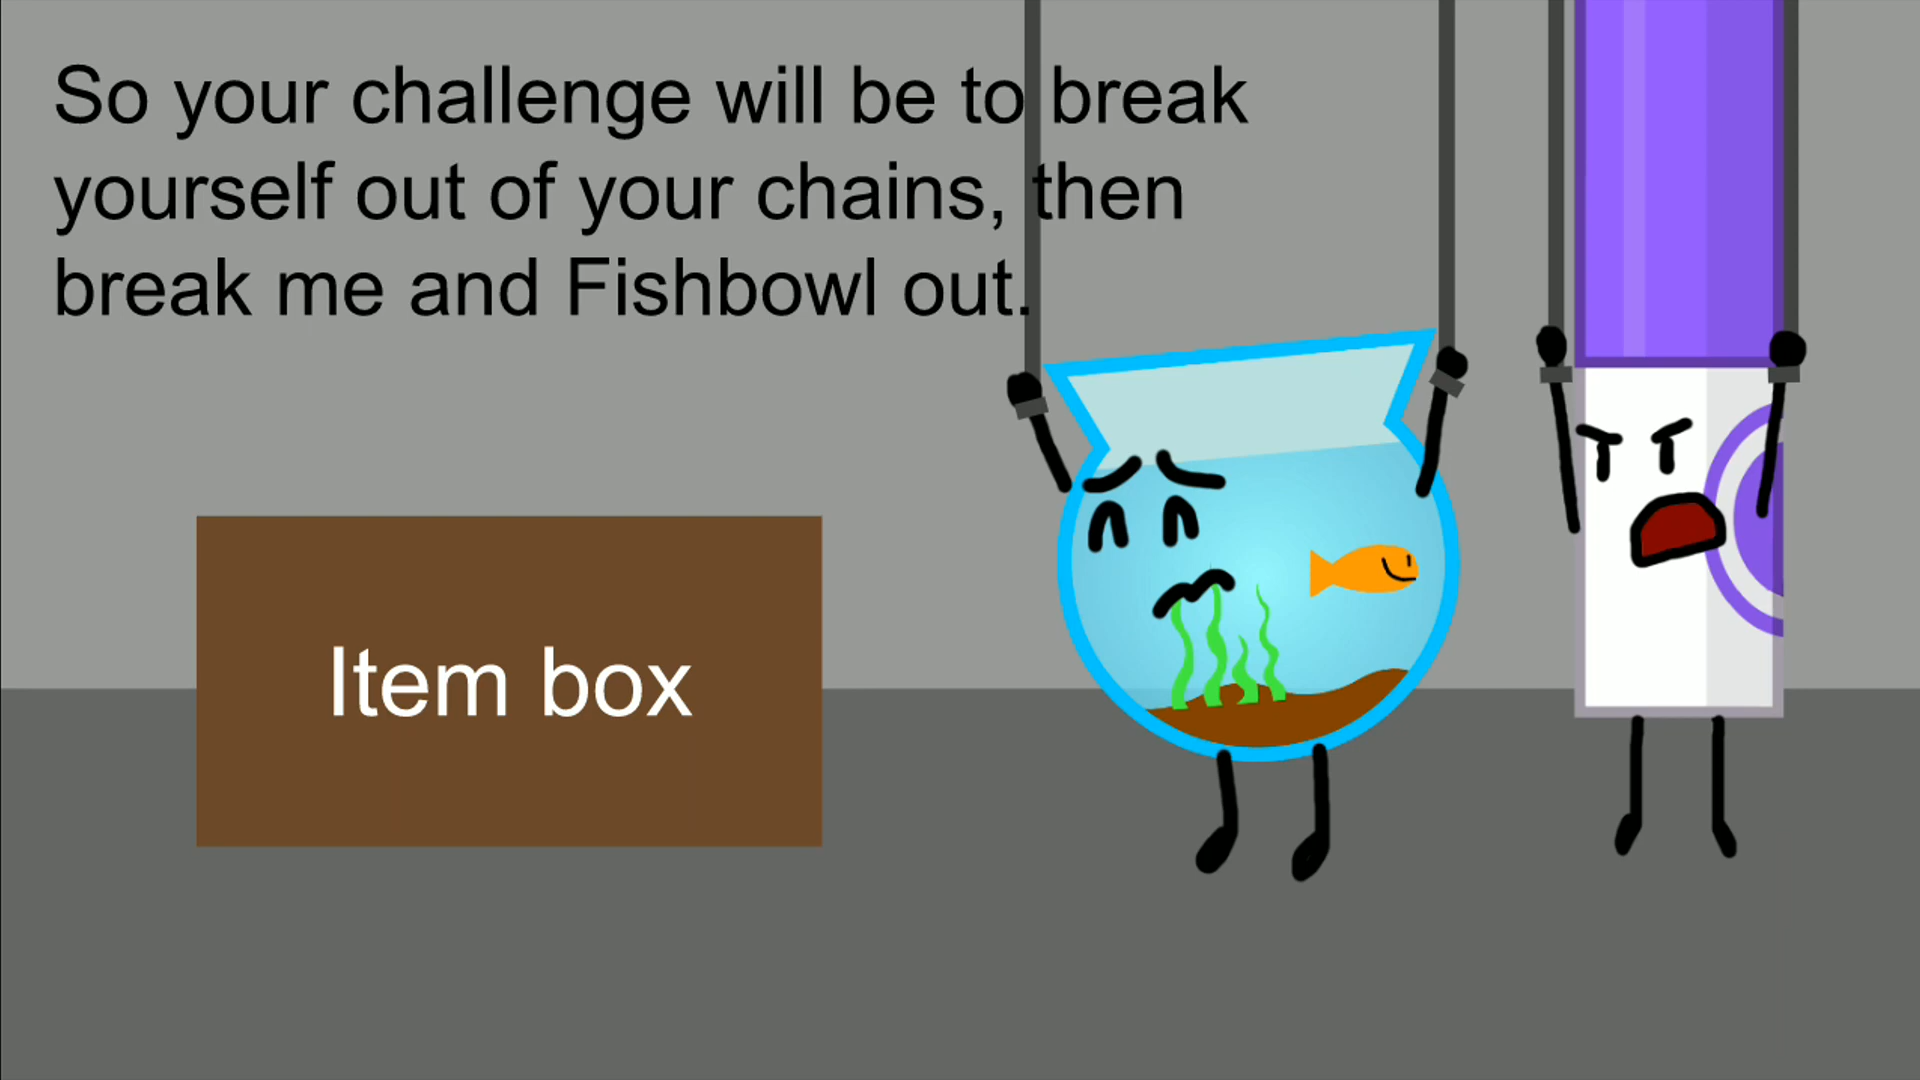 So your challenge will be to break
yourself out of your chains, then
break me and Fishbowl out.
Item box